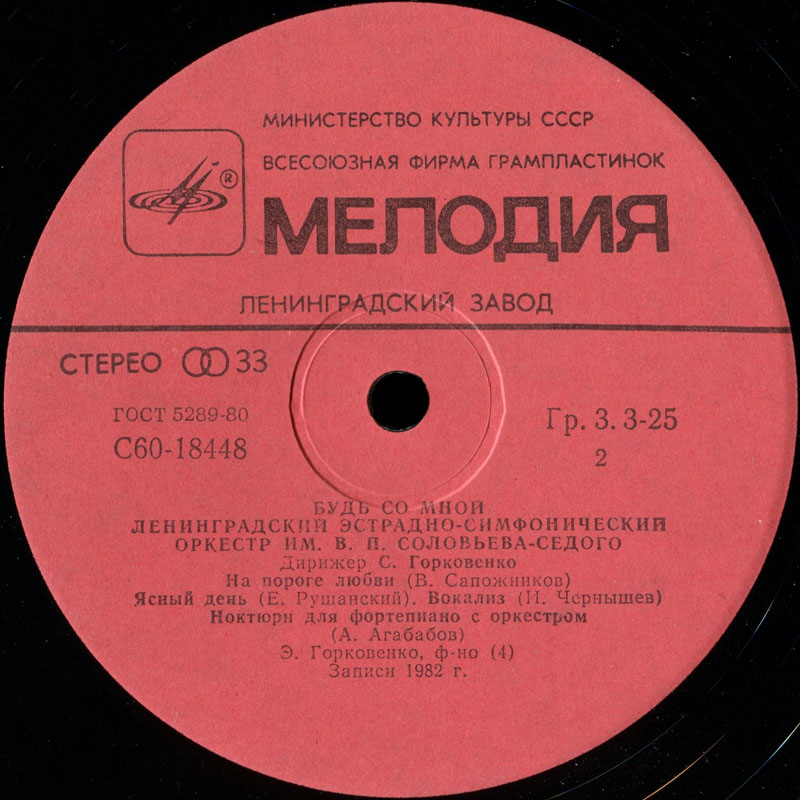 МИНИСТЕРСТВО КУЛЬТУРЫ СССР
ВСЕСОЮЗНАЯ ФИРМА ГРАМПЛАСТИНОК
®
МЕЛОДИЯ
ЛЕНИНГРАДСКИЙ ЗАВОД
СТЕРЕО 33
ГОСТ 5289-80
С60-18448
Гр. 3. 3-25
2
БУДЬ СО МНОЙ
ЛЕНИНГРАДСКИЙ ЭСТРАДНО-СИМФОНИЧЕСКИЙ
ОРКЕСТР ИМ. В. П. СОЛОВЬЕВА-СЕДОГО
Дирижер С. Горковенко
На пороге любви (В. Сапожников)
Ясный день (Е. Рушанский). Вокализ (И. Чернышев)
Ноктюрн для фортепиано с оркестром
(А. Агабабов)
Э. Горковенко, ф-но (4)
Записи 1982 г.